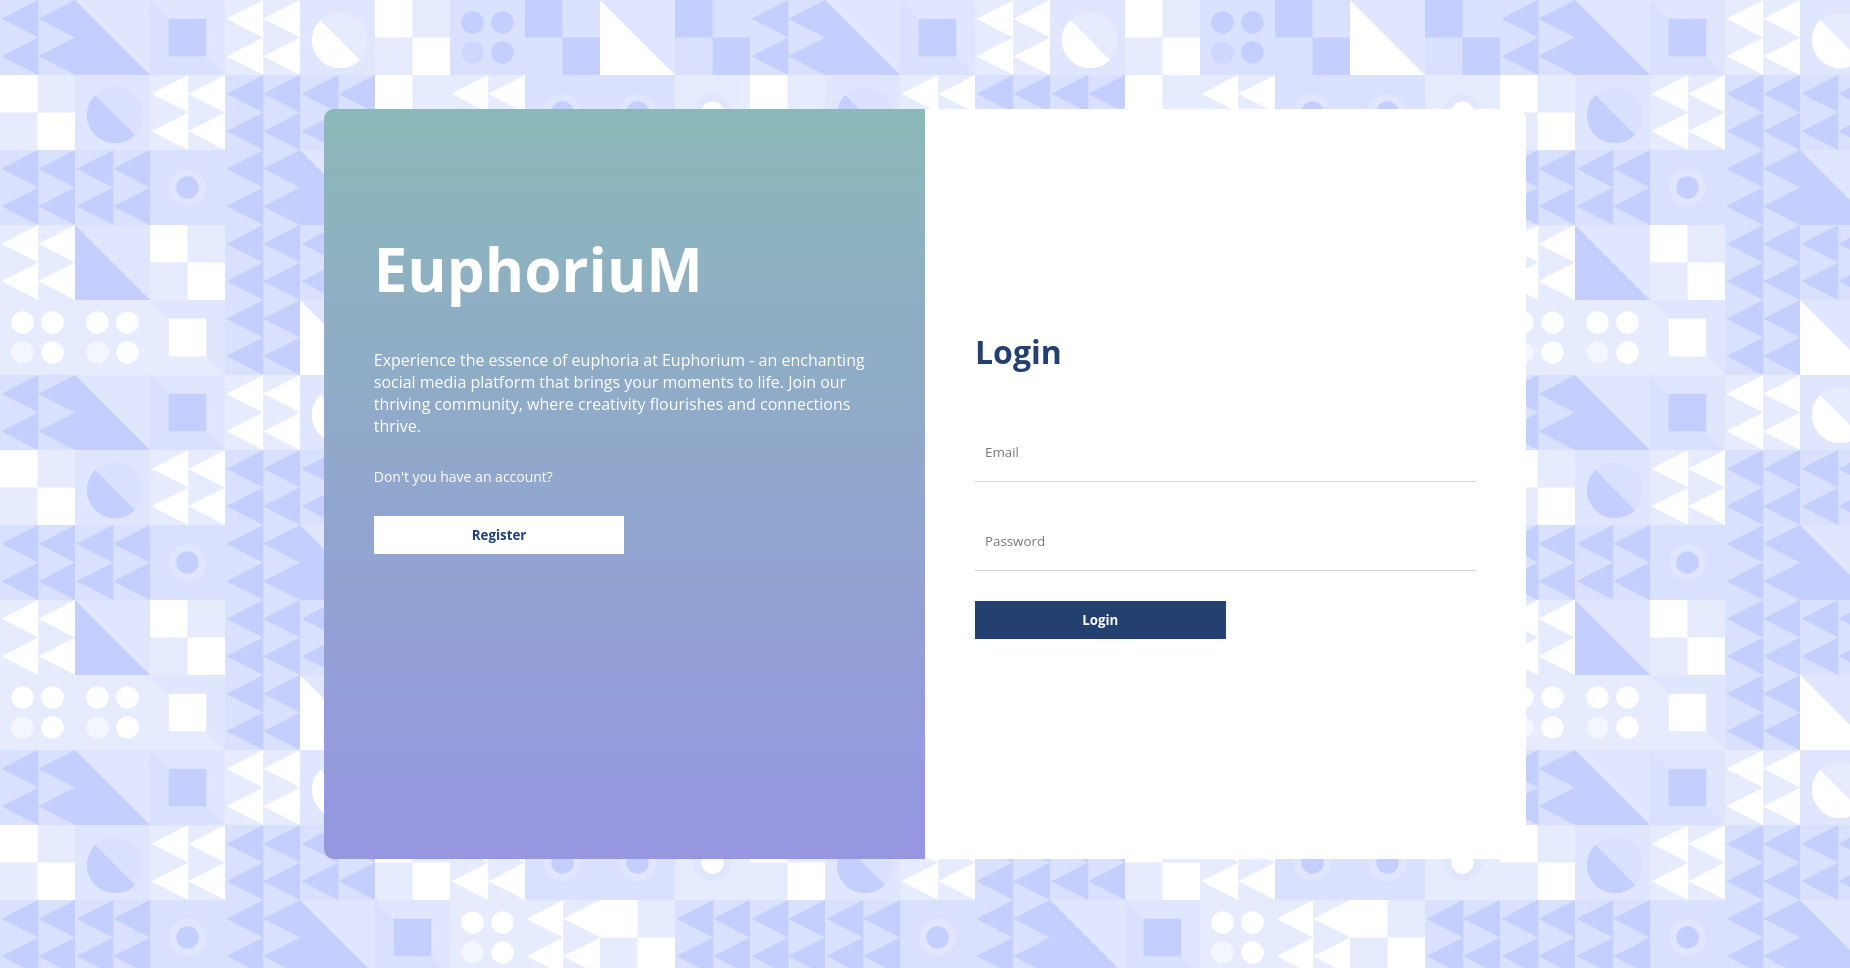 EuphoriuM
Experience the essence of euphoria at Euphorium - an enchanting
social media platform that brings your moments to life. Join our
thriving community, where creativity flourishes and connections
thrive.
Don't you have an account?
Register
Login
Email
Password
Login